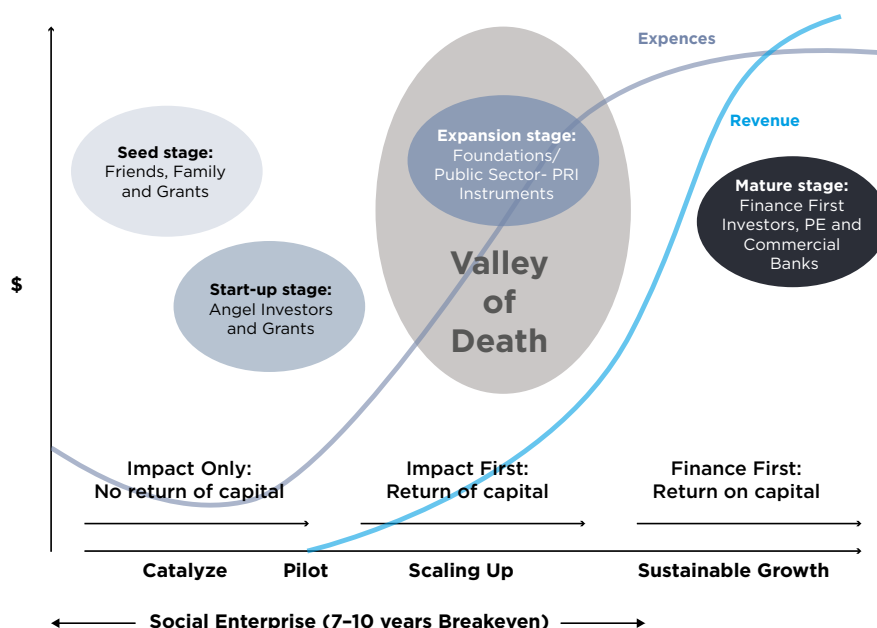 Expences
Revenue
Seed stage:
Friends, Family
and Grants
Expansion stage:
Foundations/
Public Sector- PRI
Instruments
Mature stage:
Finance First
Investors, PE and
Commercial
Banks
Start-up stage:
Angel Investors
and Grants
Valley
of
Death
$
Impact Only:
No return of capital
Impact First:
Return of capital
Finance First:
Return on capital
Catalyze
Pilot
Scaling Up
Sustainable Growth
Social Enterprise (7–10 years Breakeven)